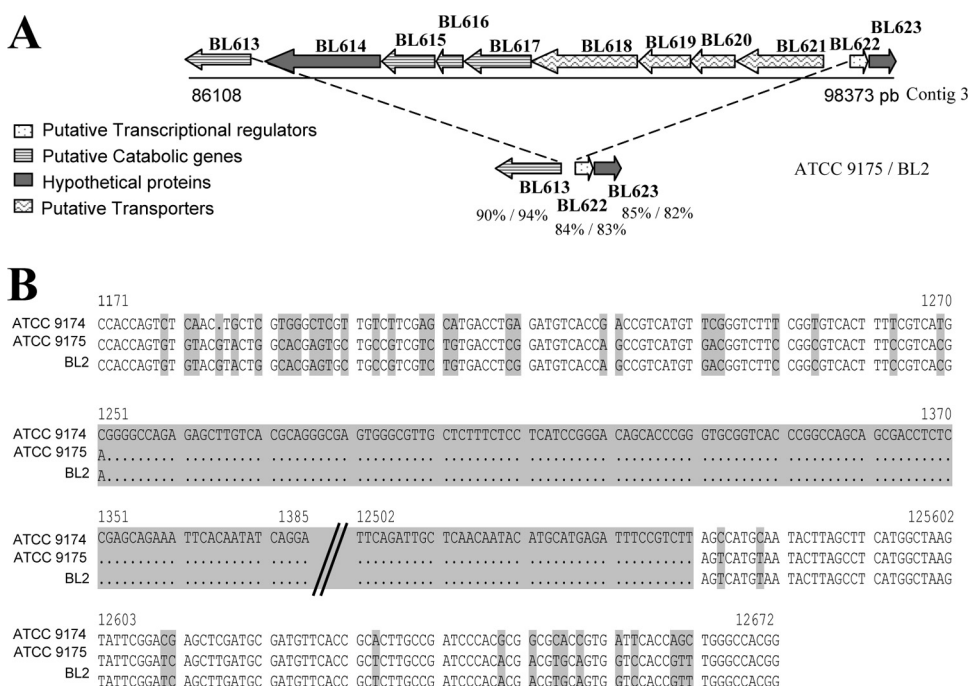 A
BL613 BL614 BL615 BL616 BL617 BL618 BL619 BL620 BL621 BL622 BL623
86108 98373 pb Contig 3
Putative Transcriptional regulators
Putative Catabolic genes
Hypothetical proteins
Putative Transporters
BL613 BL622 BL623
ATCC 9175 / BL2
90% / 94% 84% / 83% 85% / 82%
B
1171 1270
ATCC 9174 CCACCAGTCT CAAC.TGCTC GTGGGCTCGT TGTCTTCGAG CATGACCTGA GATGTCACCG ACCGTCATGT TCGGGTCTTT CGGTGTCACT TTTCGTCATG
ATCC 9175 CCACCAGTGT GTACGTACTG GCACGAGTGC TGCCGTCGTC TGTGACCTCG GATGTCACCA GCCGTCATGT GACGGTCTTC CGGCGTCACT TTCCGTCACG
BL2 CCACCAGTGT GTACGTACTG GCACGAGTGC TGCCGTCGTC TGTGACCTCG GATGTCACCA GCCGTCATGT GACGGTCTTC CGGCGTCACT TTCCGTCACG
1251 1370
ATCC 9174 CGGGGCCAGA GAGCTTGTCA CGCAGGGCGA GTGGGCGTTG CTCTTTCTCC TCATCCGGGA CAGCACCCGG GTGCGGTCAC CCGGCCAGCA GCGACCTCTC
ATCC 9175 A......... .......... .......... .......... .......... .......... .......... .......... .......... ..........
BL2 A......... .......... .......... .......... .......... .......... .......... .......... .......... ..........
1351 1385 12502 125602
ATCC 9174 CGAGCAGAAA TTCACAATAT CAGGA TTCAGATTGC TCAACAATAC ATGCATGAGA TTTCCGTCTT AGCCATGCAA TACTTAGCTT CATGGCTAAG
ATCC 9175 .......... .......... ..... .......... .......... .......... .......... AGTCATGTAA TACTTAGCCT CATGGCTAAG
BL2 .......... .......... ..... .......... .......... .......... .......... AGTCATGTAA TACTTAGCCT CATGGCTAAG
12603 12672
ATCC 9174 TATTCGGACG AGCTCGATGC GATGTTCACC GCACTTGCCG ATCCCACGCG GCGCACCGTG ATTCACCAGC TGGGCCACGG
ATCC 9175 TATTCGGATC AGCTTGATGC GATGTTCACC GCTCTTGCCG ATCCCACACG ACGTGCAGTG GTCCACCGTT TGGGCCACGG
BL2 TATTCGGATC AGCTTGATGC GATGTTCACC GCTCTTGCCG ATCCCACACG ACGTGCAGTG GTCCACCGTT TGGGCCACGG